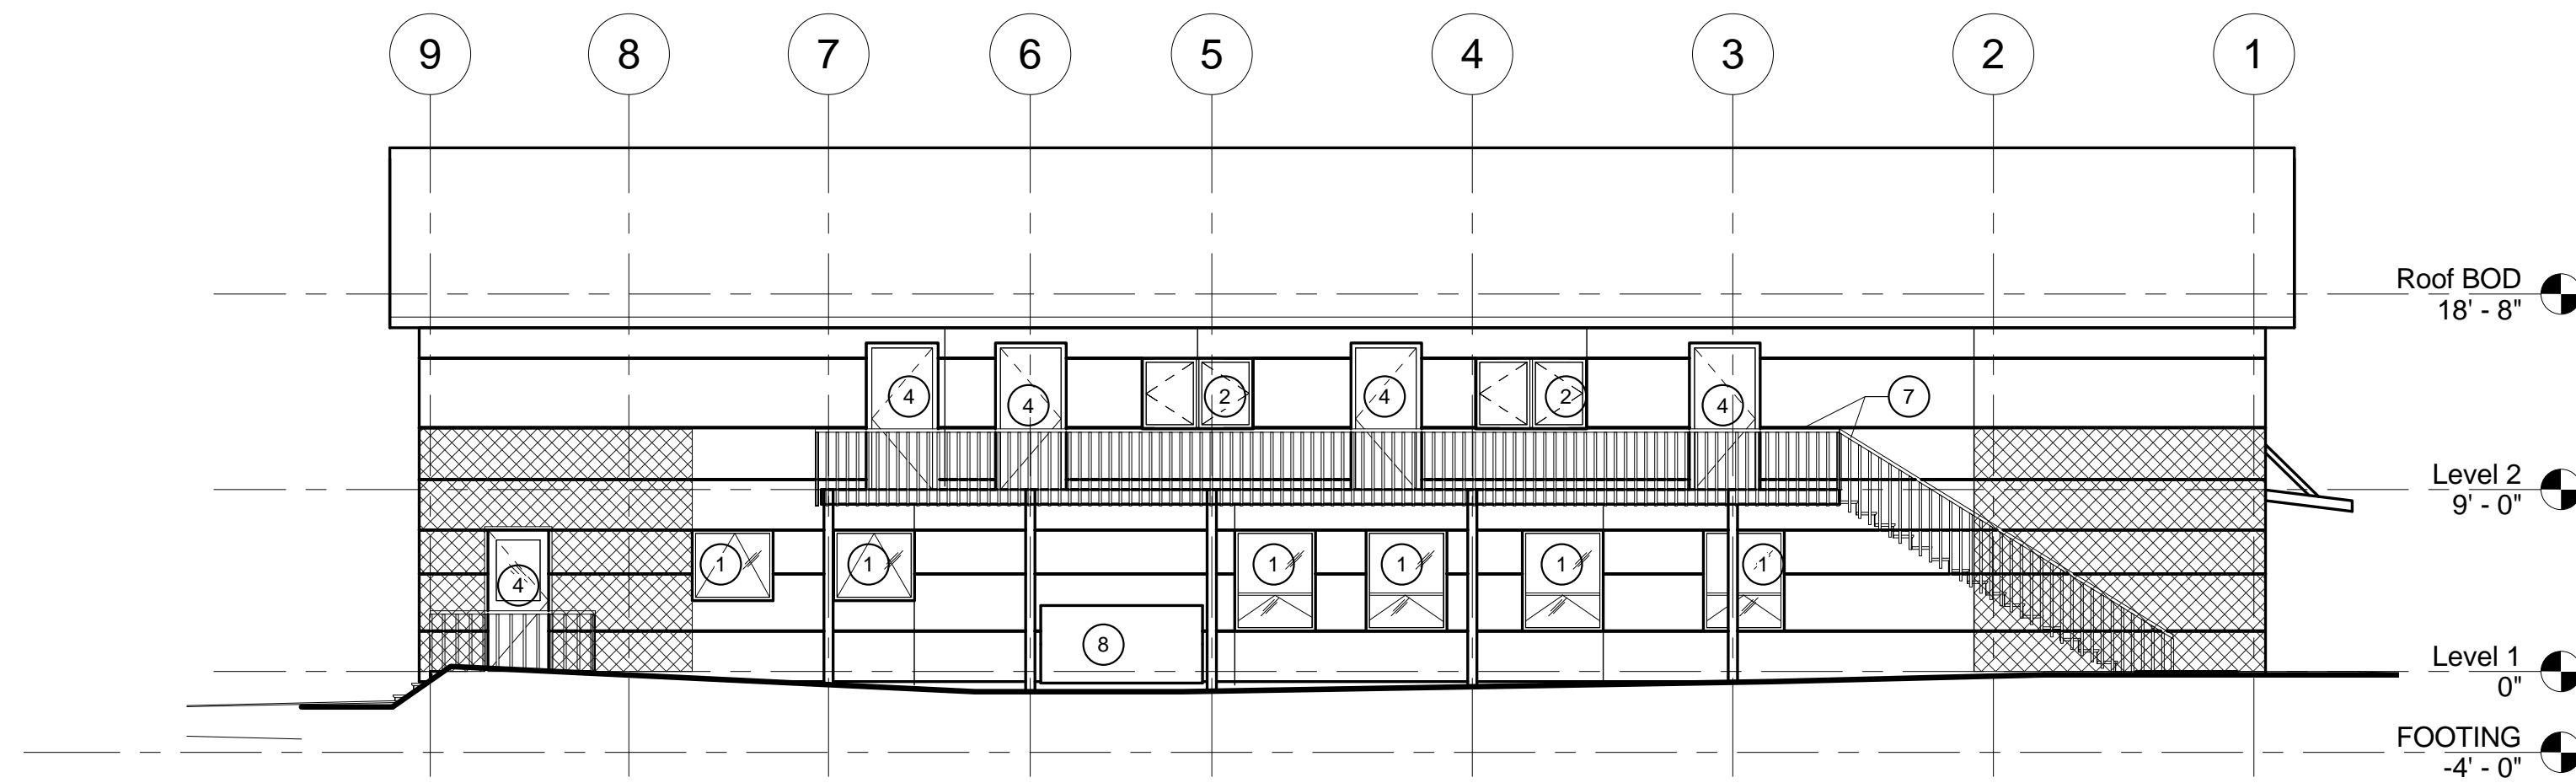 9 8 7 6 5 4 3 2 1
Roof BOD
18' - 8"
4 4 2 4 2 4 7
Level 2
9' - 0"
4 1 1 1 1 1 1
8
Level 1
0"
FOOTING
-4' - 0"